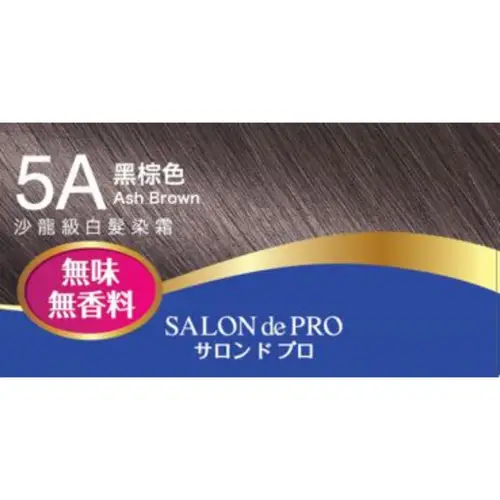 5A 黑棕色
Ash Brown
沙龍級白髮染霜
無味
無香料
SALON de PRO
サロンド プロ